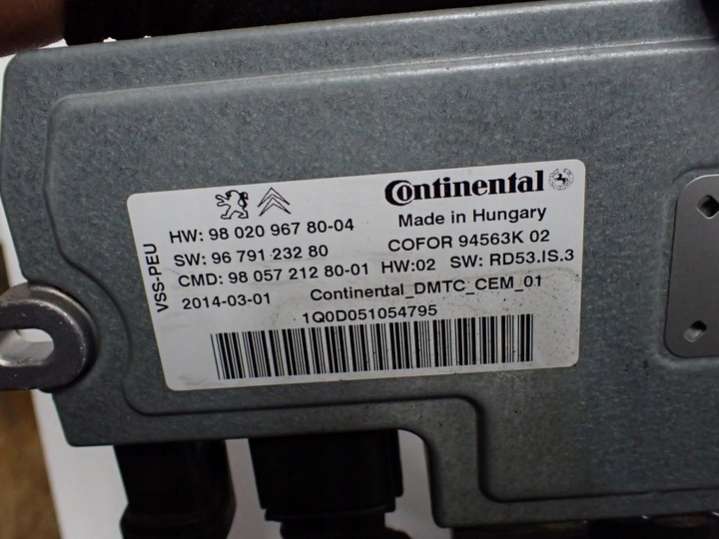 Continental
Made in Hungary
HW: 98 020 967 80-04
COFOR 94563K 02
SW: 96 791 232 80
CMD: 98 057 212 80-01 HW:02 SW: RD53.IS.3
2014-03-01 Continental_DMTC_CEM_01
1Q0D051054795
VSS-PEU